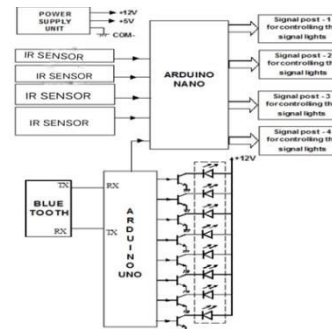 POWER
SUPPLY
UNIT
+12V
+5V
COM-
IR SENSOR
IR SENSOR
IR SENSOR
IR SENSOR
ARDUINO
NANO
Signal post - 1
for controlling th
signal lights
Signal post - 2
for controlling th
signal lights
Signal post - 3
for controlling th
signal lights
Signal post - 4
for controlling th
signal lights
+12V
BLUE
TOOTH
TX
RX
RX
TX
ARDUINO UNO